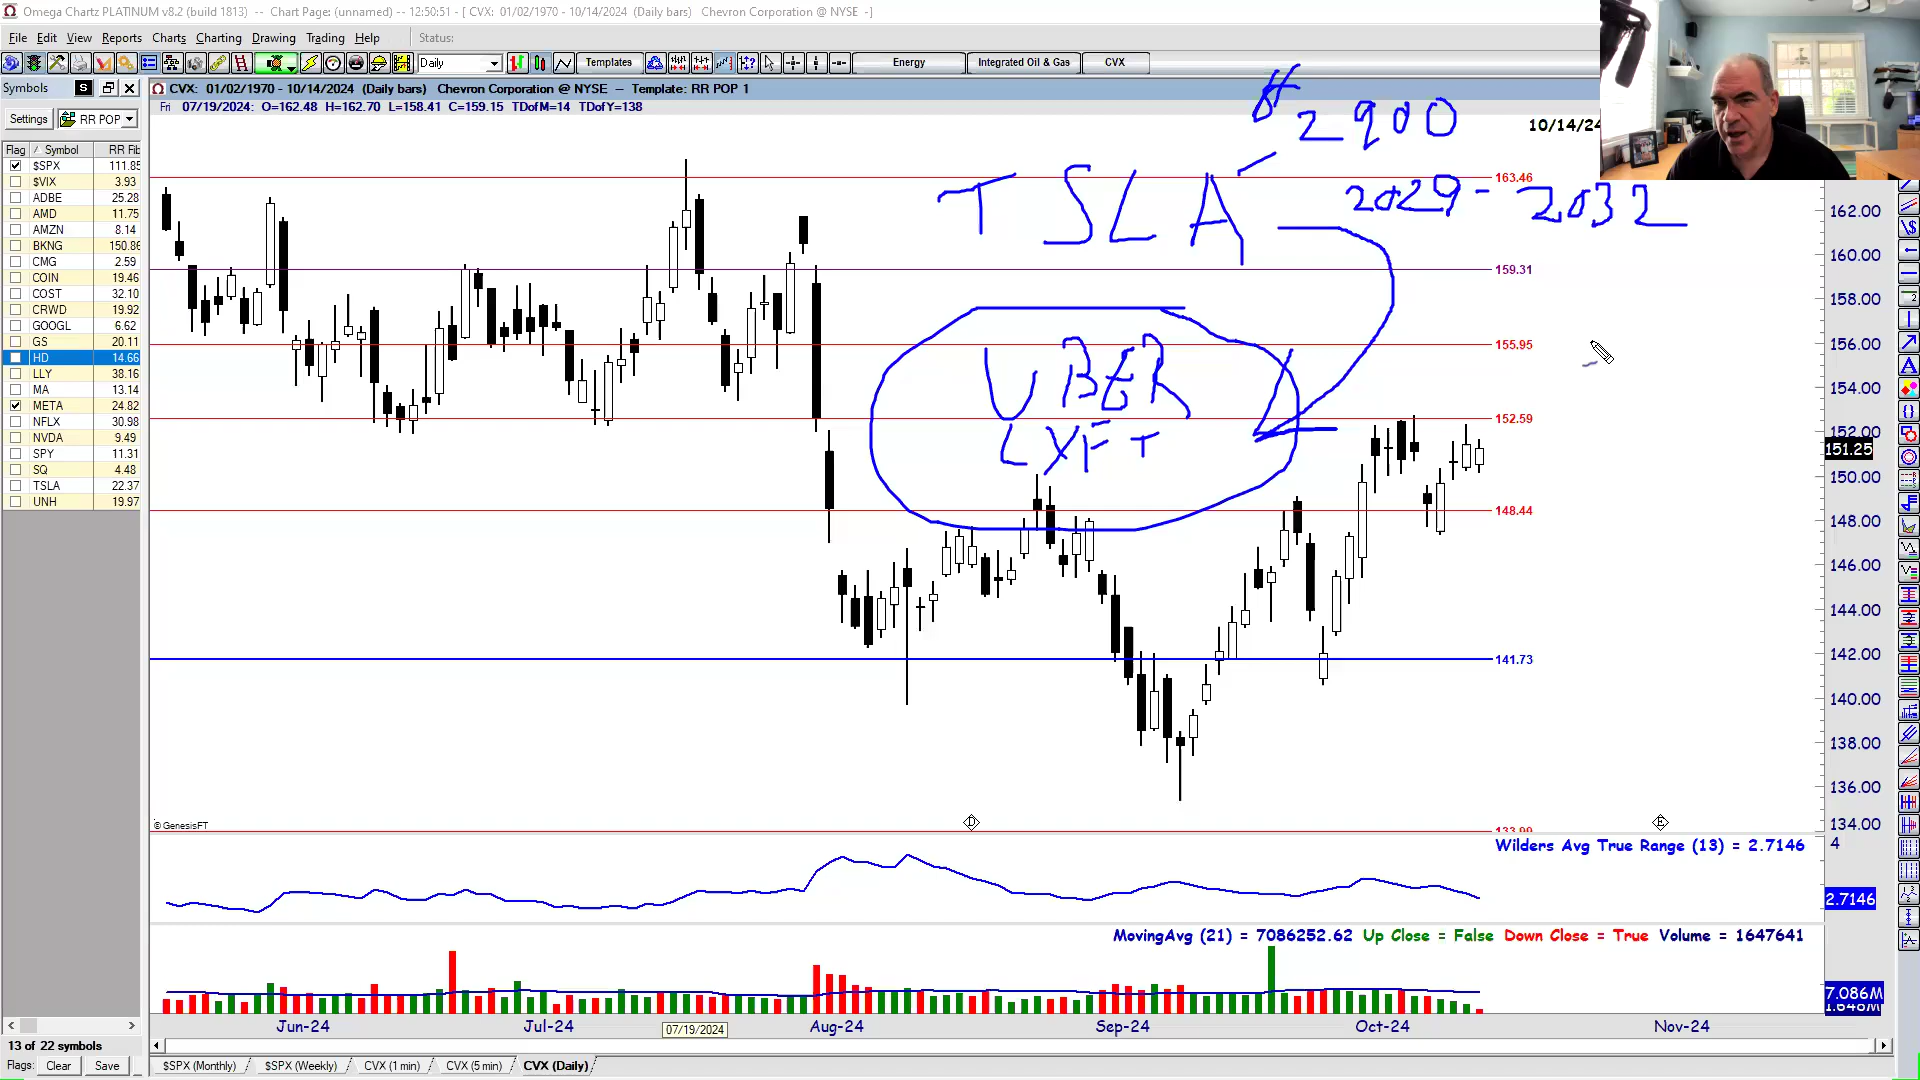 Omega Chartz PLATINUM v8.2 (build 1813) -- Chart Page: (unnamed) -- 12:50:51 - [ CVX: 01/02/1970 - 10/14/2024 (Daily bars) Chevron Corporation @ NYSE -]
File Edit View Reports Charts Charting Drawing Trading Help Status:
Daily Templates Energy Integrated Oil & Gas CVX
Symbols S
CVX: 01/02/1970 - 10/14/2024 (Daily bars) Chevron Corporation @ NYSE -- Template: RR POP 1
Fri 07/19/2024: O=162.48 H=162.70 L=158.41 C=159.15 TDofM=14 TDofY=138
Settings RR POP
Flag Symbol RR Fib
$SPX 111.85
$VIX 3.93
ADBE 25.28
AMD 11.75
AMZN 8.14
BKNG 150.86
CMG 2.59
COIN 19.46
COST 32.10
CRWD 19.92
GOOGL 6.62
GS 20.11
HD 14.66
LLY 38.16
MA 13.14
META 24.82
NFLX 30.98
NVDA 9.49
SPY 11.31
SQ 4.48
TSLA 22.37
UNH 19.97
13 of 22 symbols
Flags: Clear Save
2900
10/14/24
TSLA
2029 - 2032
UBER
LYFT
163.46
159.31
155.95
152.59
148.44
141.73
133.99
162.00
160.00
158.00
156.00
154.00
152.00
151.25
150.00
148.00
146.00
144.00
142.00
140.00
138.00
136.00
134.00
©GenesisFT
D
E
Wilders Avg True Range (13) = 2.7146
4
2.7146
MovingAvg (21) = 7086252.62 Up Close = False Down Close = True Volume = 1647641
7.086M
1.648M
Jun-24 Jul-24 07/19/2024 Aug-24 Sep-24 Oct-24 Nov-24
$SPX (Monthly) $SPX (Weekly) CVX (1 min) CVX (5 min) CVX (Daily)